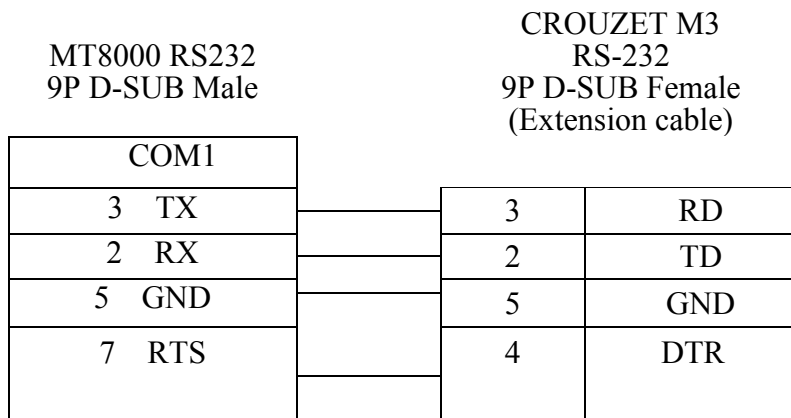 MT8000 RS232
9P D-SUB Male
CROUZET M3
RS-232
9P D-SUB Female
(Extension cable)
COM1
3 TX 3 RD
2 RX 2 TD
5 GND 5 GND
7 RTS 4 DTR